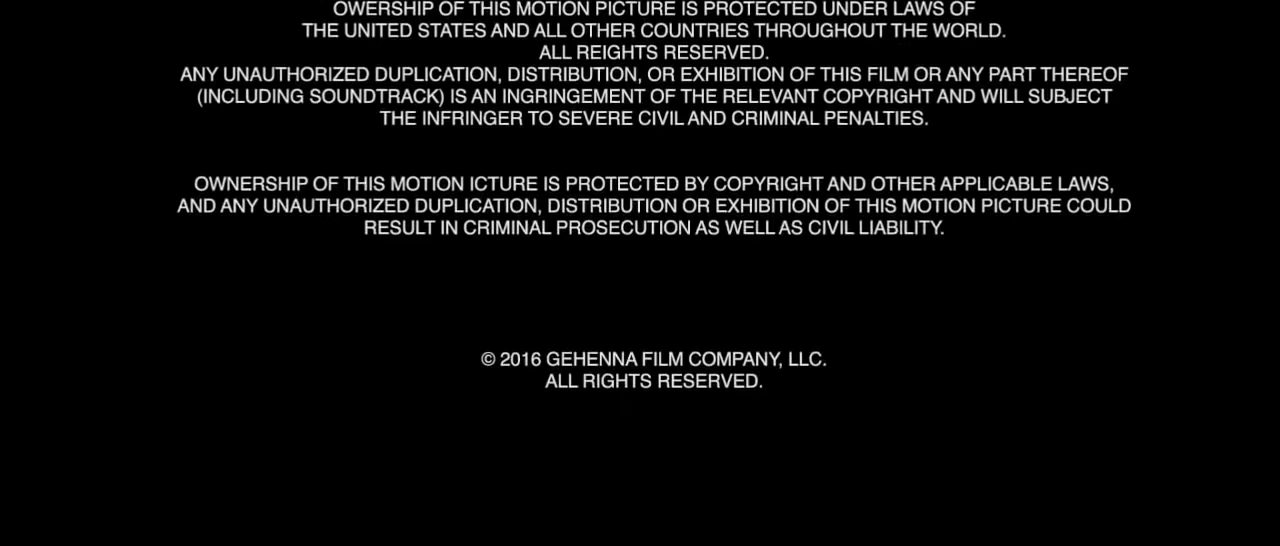 OWERSHIP OF THIS MOTION PICTURE IS PROTECTED UNDER LAWS OF
THE UNITED STATES AND ALL OTHER COUNTRIES THROUGHOUT THE WORLD.
ALL REIGHTS RESERVED.
ANY UNAUTHORIZED DUPLICATION, DISTRIBUTION, OR EXHIBITION OF THIS FILM OR ANY PART THEREOF
(INCLUDING SOUNDTRACK) IS AN INGRINGEMENT OF THE RELEVANT COPYRIGHT AND WILL SUBJECT
THE INFRINGER TO SEVERE CIVIL AND CRIMINAL PENALTIES.
OWNERSHIP OF THIS MOTION ICTURE IS PROTECTED BY COPYRIGHT AND OTHER APPLICABLE LAWS,
AND ANY UNAUTHORIZED DUPLICATION, DISTRIBUTION OR EXHIBITION OF THIS MOTION PICTURE COULD
RESULT IN CRIMINAL PROSECUTION AS WELL AS CIVIL LIABILITY.
© 2016 GEHENNA FILM COMPANY, LLC.
ALL RIGHTS RESERVED.